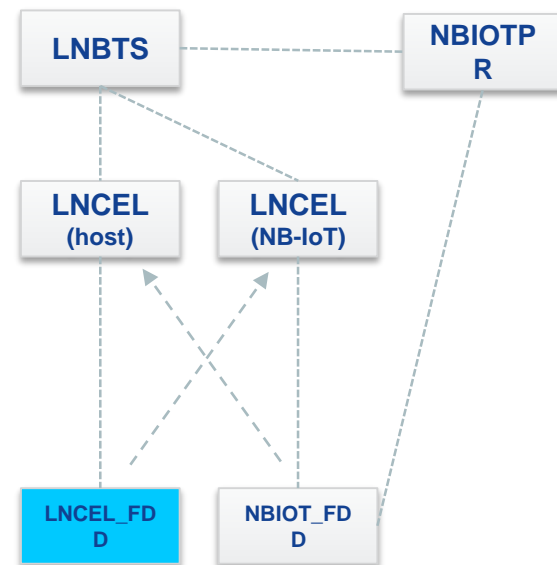 LNBTS
NBIOTP
R
LNCEL
(host)
LNCEL
(NB-IoT)
LNCEL_FD
D
NBIOT_FD
D